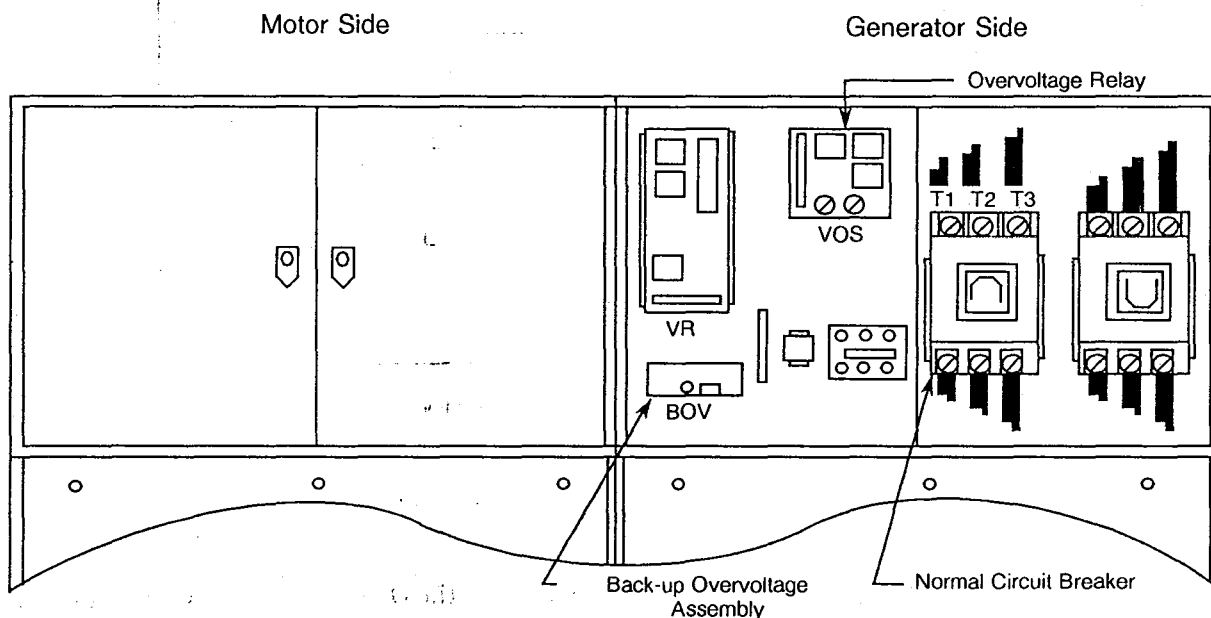 Motor Side
Generator Side
Overvoltage Relay
T1 T2 T3
VOS
VR
BOV
Back-up Overvoltage
Assembly
Normal Circuit Breaker